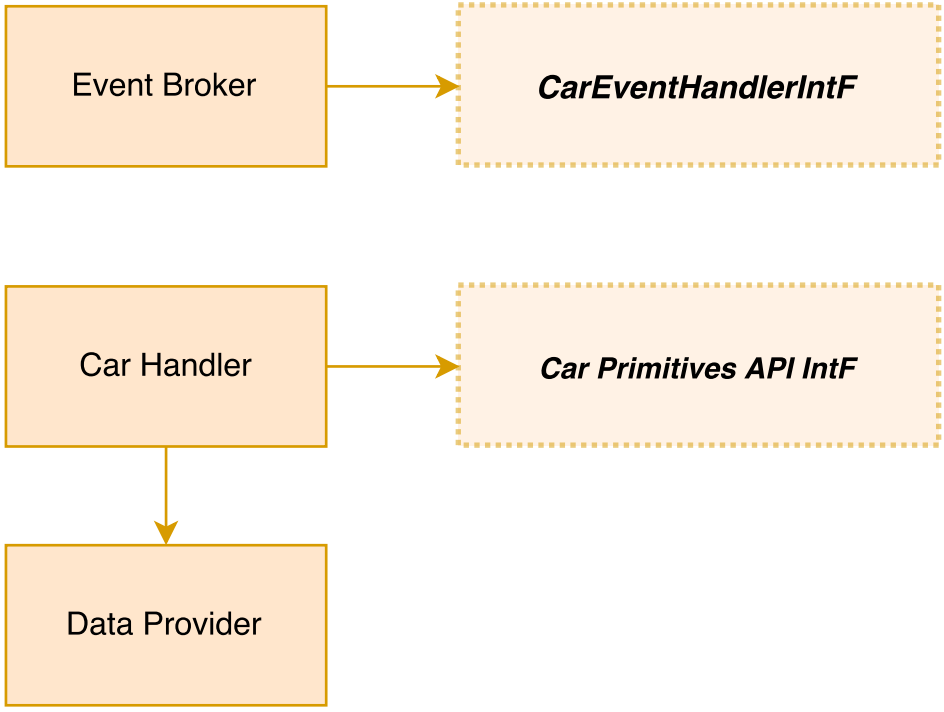 Event Broker
CarEventHandlerIntF
Car Handler
Car Primitives API IntF
Data Provider